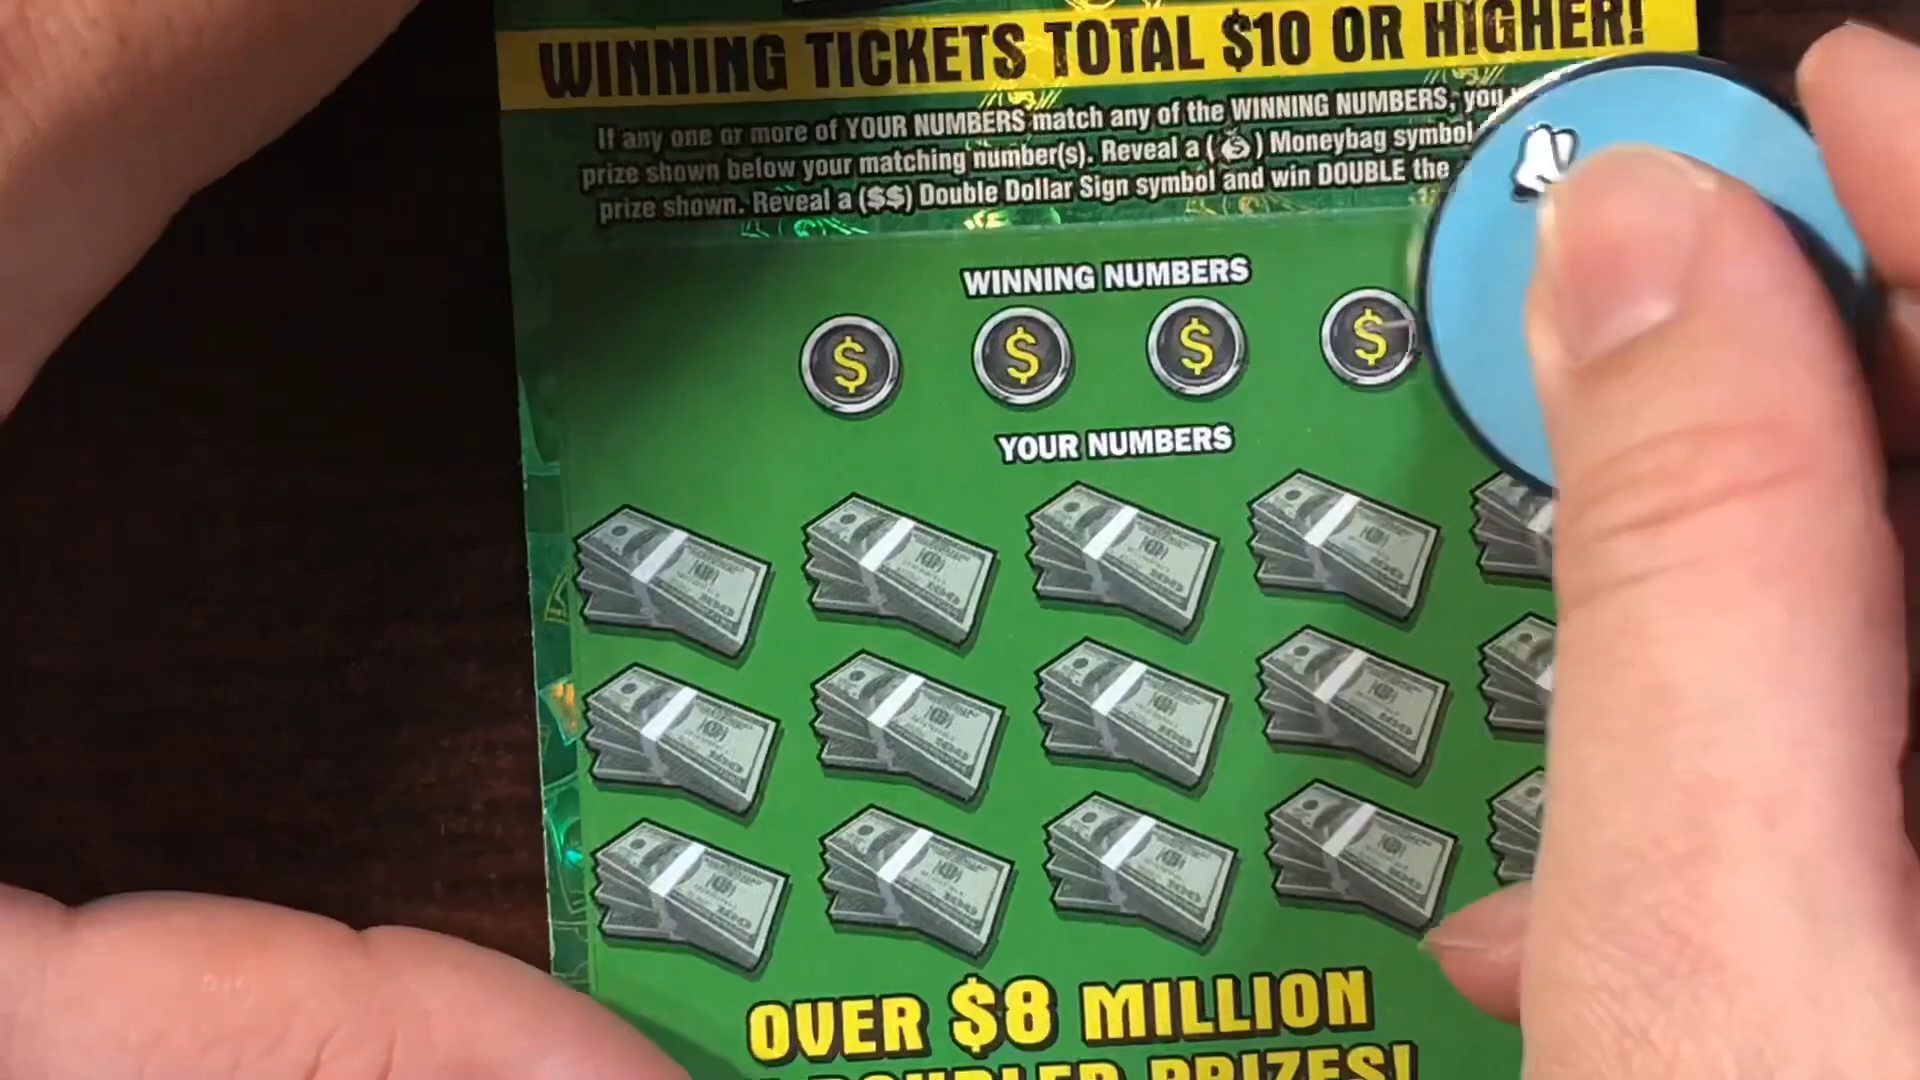 WINNING TICKETS TOTAL $10 OR HIGHER!
If any one or more of YOUR NUMBERS match any of the WINNING NUMBERS, you
prize shown below your matching number(s). Reveal a ( $ ) Moneybag symbol
prize shown. Reveal a ($$) Double Dollar Sign symbol and win DOUBLE the
WINNING NUMBERS
$ $ $ $
YOUR NUMBERS
OVER $8 MILLION
DOUBLER PRIZES!